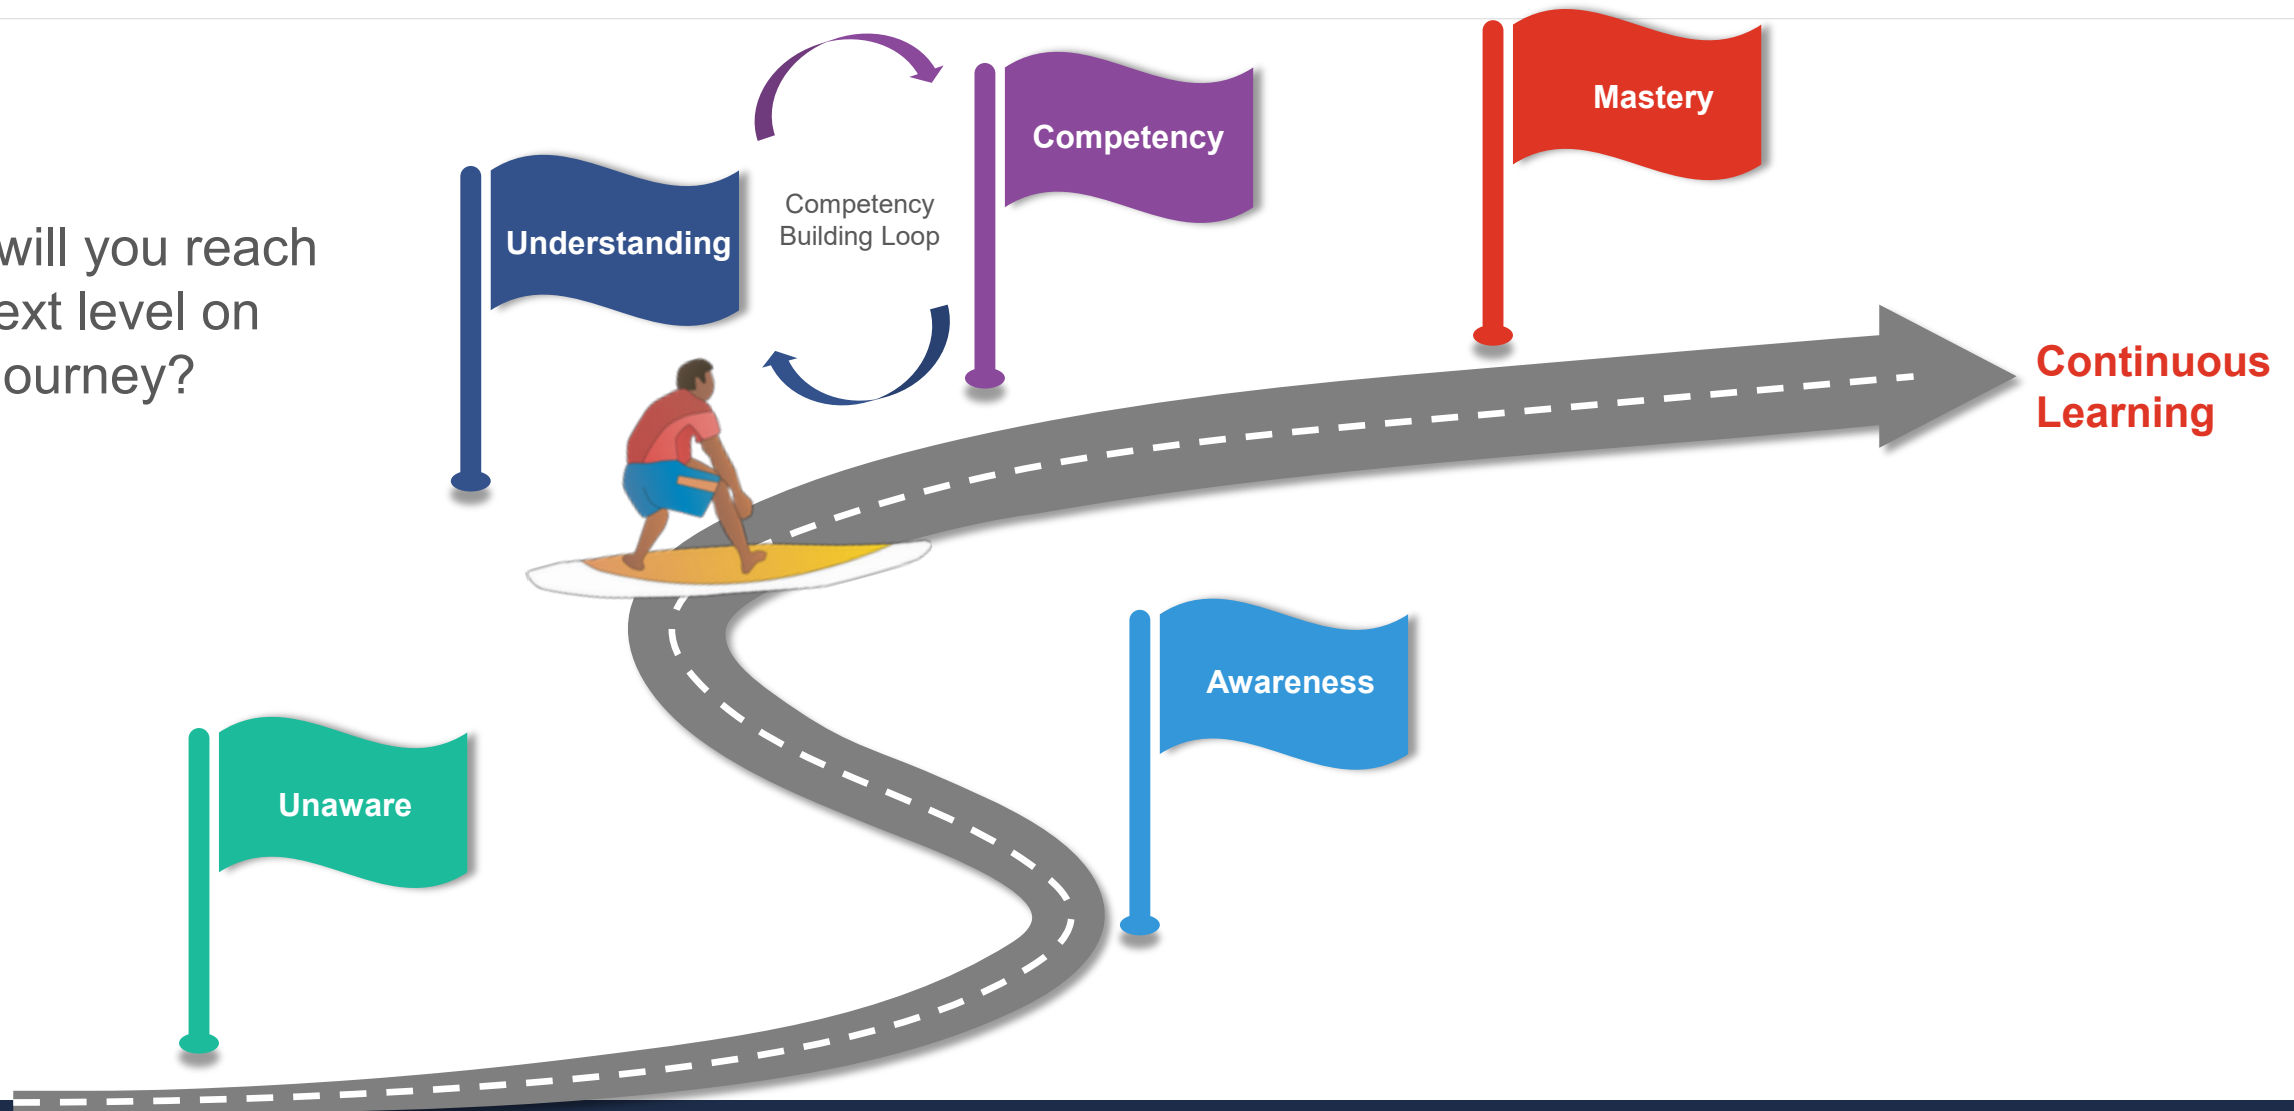 will you reach
ext level on
ourney?
Understanding
Competency
Building Loop
Competency
Mastery
Continuous
Learning
Awareness
Unaware